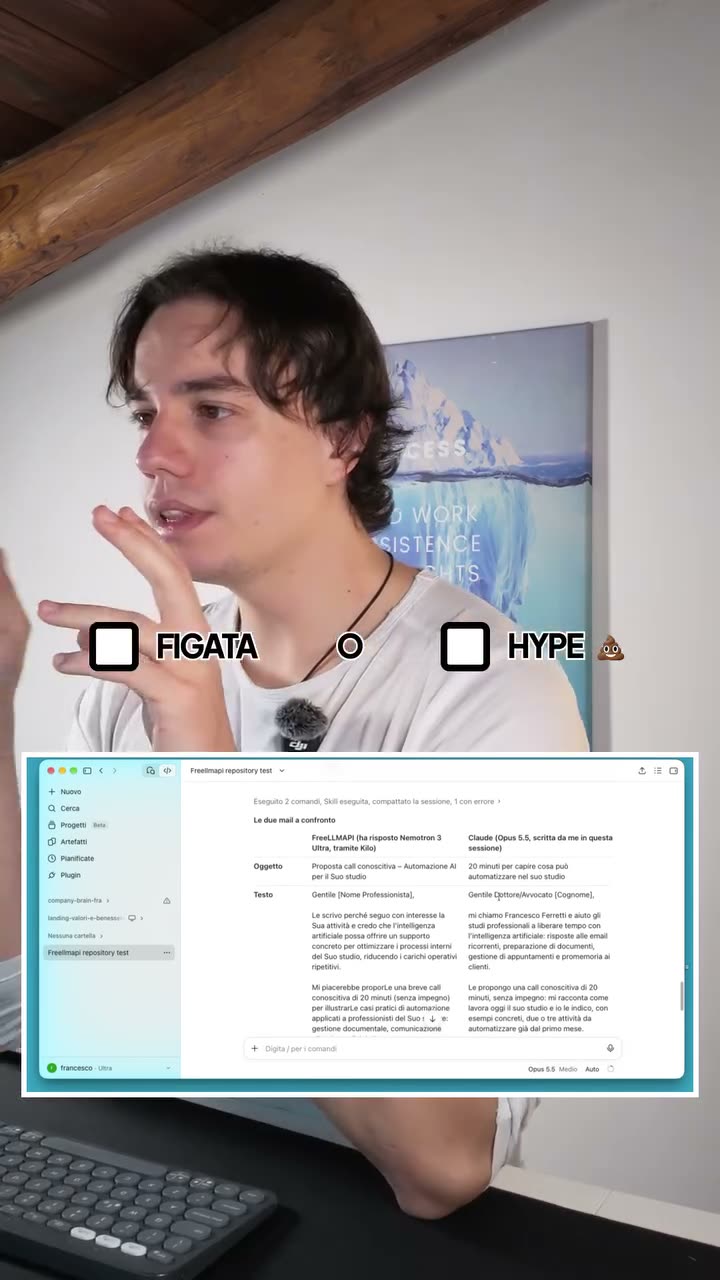 CESS
D WORK
SISTENCE
GHTS
FIGATA O HYPE 💩
dji
Freellmapi repository test
Nuovo
Cerca
Progetti Beta
Artefatti
Pianificate
Plugin
company-brain-fra
landing-valori-e-benesse
Nessuna cartella
Freellmapi repository test
francesco · Ultra
Eseguito 2 comandi, Skill eseguita, compattato la sessione, 1 con errore
Le due mail a confronto
FreeLLMAPI (ha risposto Nemotron 3
Ultra, tramite Kilo)
Claude (Opus 5.5, scritta da me in questa
sessione)
Oggetto
Proposta call conoscitiva – Automazione AI
per il Suo studio
20 minuti per capire cosa può
automatizzare nel suo studio
Testo
Gentile [Nome Professionista],
Le scrivo perché seguo con interesse la
Sua attività e credo che l'intelligenza
artificiale possa offrire un supporto
concreto per ottimizzare i processi interni
del Suo studio, riducendo i carichi operativi
ripetitivi.
Mi piacerebbe proporLe una breve call
conoscitiva di 20 minuti (senza impegno)
per illustrarLe casi pratici di automazione
applicati a professionisti del Suo
gestione documentale, comunicazione
Gentile Dottore/Avvocato [Cognome],
mi chiamo Francesco Ferretti e aiuto gli
studi professionali a liberare tempo con
l'intelligenza artificiale: risposte alle email
ricorrenti, preparazione di documenti,
gestione di appuntamenti e promemoria ai
clienti.
Le propongo una call conoscitiva di 20
minuti, senza impegno: mi racconta come
lavora oggi il suo studio e io le indico, con
esempi concreti, due o tre attività da
automatizzare già dal primo mese.
Digita / per i comandi
Opus 5.5 Medio Auto